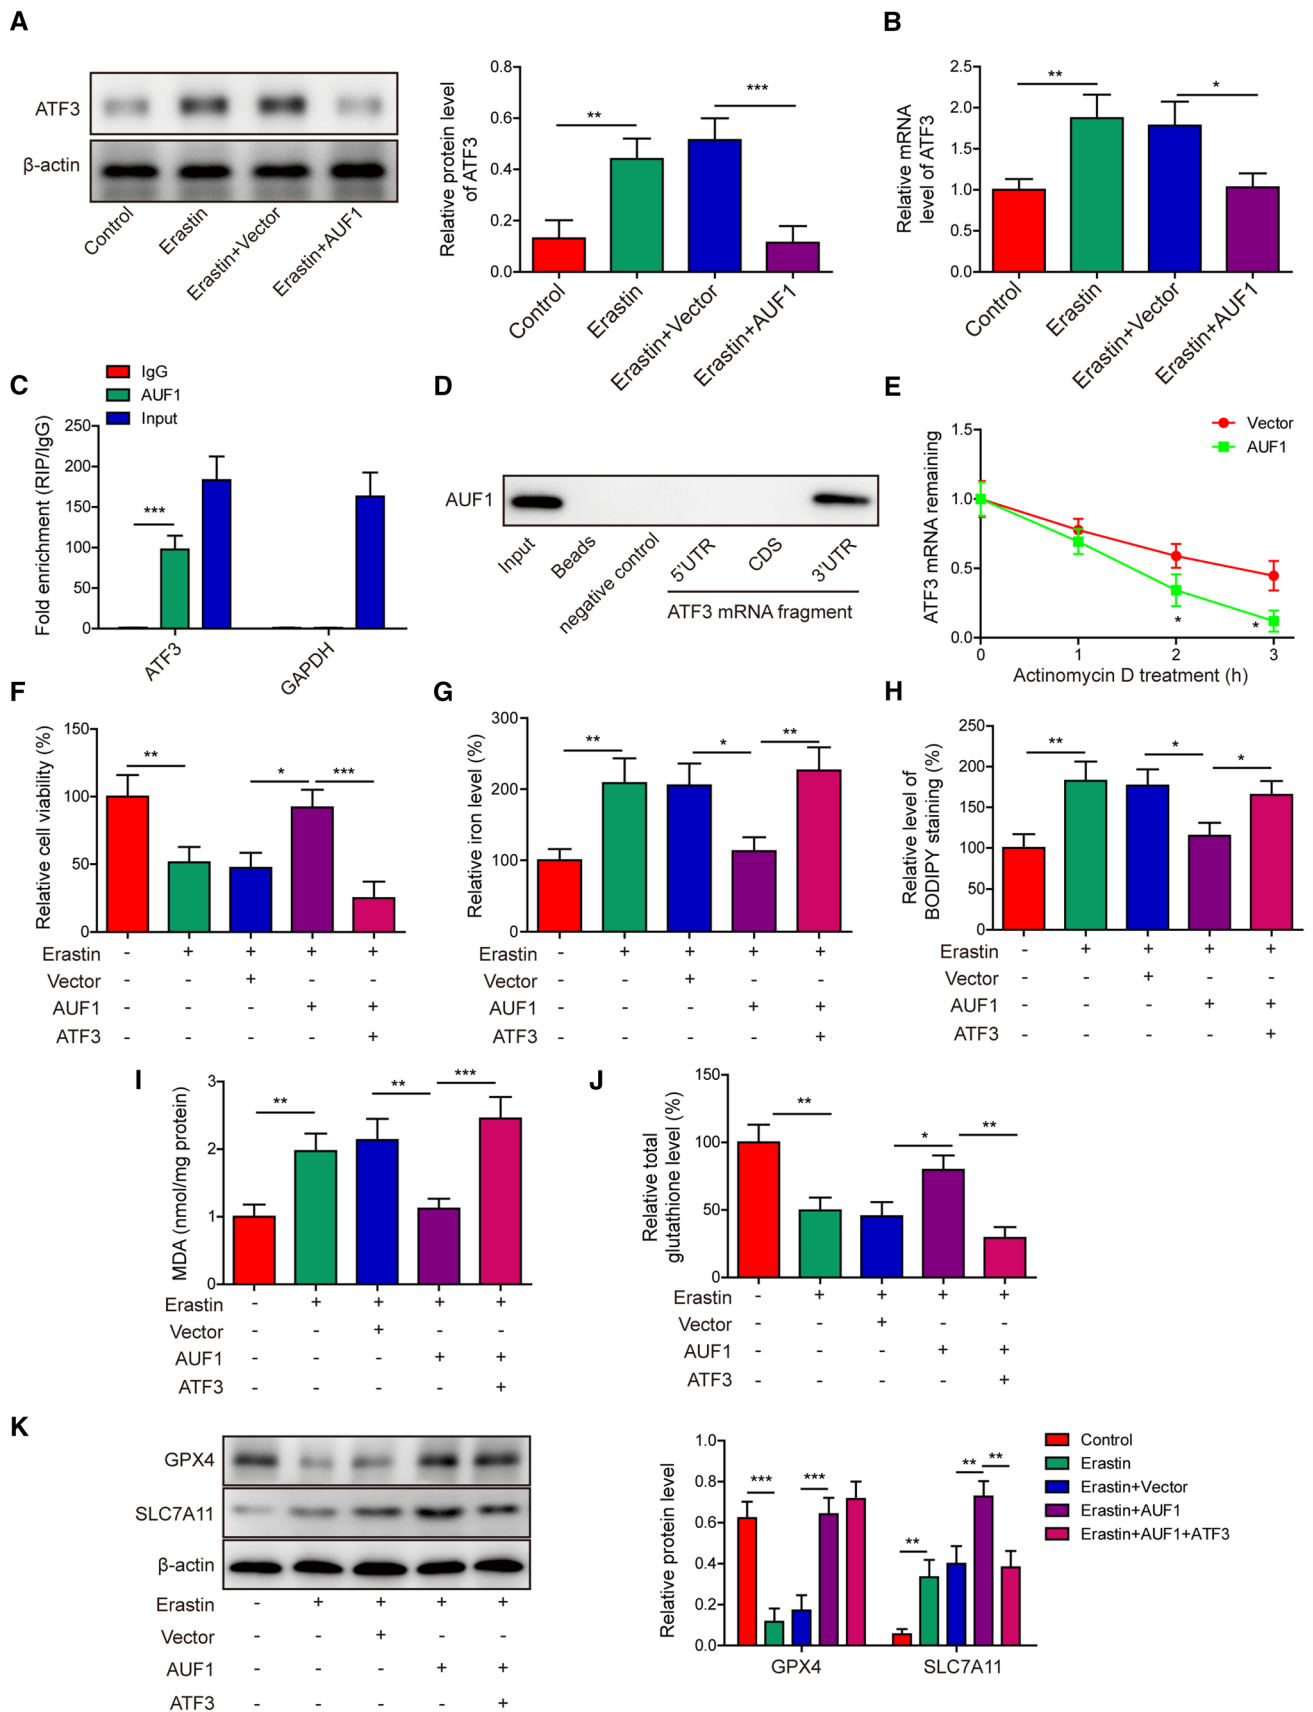 A
ATF3
β-actin
Control
Erastin
Erastin+Vector
Erastin+AUF1
Relative protein level
of ATF3
0.8
0.6
0.4
0.2
0.0
**
***
Control
Erastin
Erastin+Vector
Erastin+AUF1
B
Relative mRNA
level of ATF3
2.5
2.0
1.5
1.0
0.5
0.0
**
*
Control
Erastin
Erastin+Vector
Erastin+AUF1
C
IgG
AUF1
Input
Fold enrichment (RIP/IgG)
250
200
150
100
50
0
***
ATF3
GAPDH
D
AUF1
Input
Beads
negative control
5'UTR
CDS
3'UTR
ATF3 mRNA fragment
E
Vector
AUF1
ATF3 mRNA remaining
1.5
1.0
0.5
0.0
*
*
0 1 2 3
Actinomycin D treatment (h)
F
Relative cell viability (%)
150
100
50
0
** * ***
Erastin - + + + +
Vector - - + - -
AUF1 - - - + +
ATF3 - - - - +
G
Relative iron level (%)
300
200
100
0
** * **
Erastin - + + + +
Vector - - + - -
AUF1 - - - + +
ATF3 - - - - +
H
Relative level of
BODIPY staining (%)
250
200
150
100
50
0
** * *
Erastin - + + + +
Vector - - + - -
AUF1 - - - + +
ATF3 - - - - +
I
MDA (nmol/mg protein)
3
2
1
0
** ** ***
Erastin - + + + +
Vector - - + - -
AUF1 - - - + +
ATF3 - - - - +
J
Relative total
glutathione level (%)
150
100
50
0
** * **
Erastin - + + + +
Vector - - + - -
AUF1 - - - + +
ATF3 - - - - +
K
GPX4
SLC7A11
β-actin
Erastin - + + + +
Vector - - + - -
AUF1 - - - + +
ATF3 - - - - +
Relative protein level
1.0
0.8
0.6
0.4
0.2
0.0
*** *** ** ** **
GPX4 SLC7A11
Control
Erastin
Erastin+Vector
Erastin+AUF1
Erastin+AUF1+ATF3